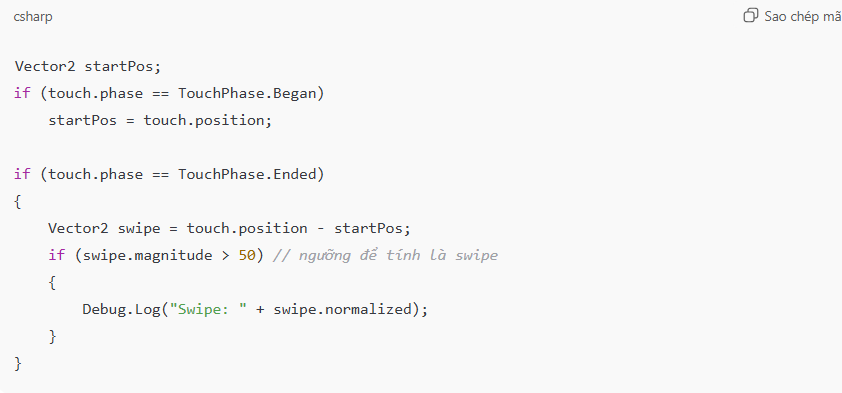 csharp
Sao chép mã
Vector2 startPos;
if (touch.phase == TouchPhase.Began)
    startPos = touch.position;
if (touch.phase == TouchPhase.Ended)
{
    Vector2 swipe = touch.position - startPos;
    if (swipe.magnitude > 50) // ngưỡng để tính là swipe
    {
        Debug.Log("Swipe: " + swipe.normalized);
    }
}